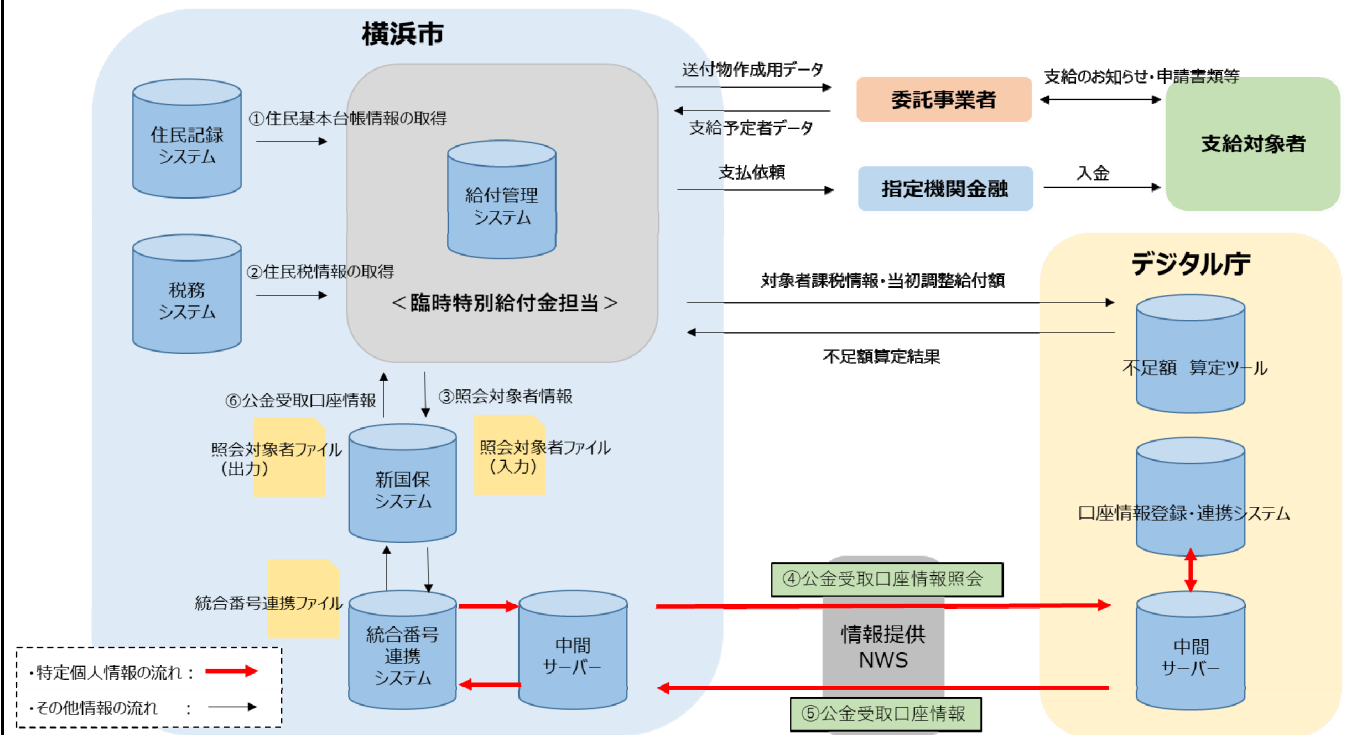 横浜市
住民記録
システム
①住民基本台帳情報の取得
税務
システム
②住民税情報の取得
給付管理
システム
<臨時特別給付金担当>
送付物作成用データ
支給予定者データ
委託事業者
支給のお知らせ・申請書類等
支給対象者
支払依頼
指定機関金融
入金
デジタル庁
対象者課税情報・当初調整給付額
不足額算定結果
不足額 算定ツール
⑥公金受取口座情報
③照会対象者情報
照会対象者ファイル
(出力)
新国保
システム
照会対象者ファイル
(入力)
口座情報登録・連携システム
統合番号連携ファイル
統合番号
連携
システム
中間
サーバー
④公金受取口座情報照会
情報提供
NWS
⑤公金受取口座情報
中間
サーバー
・特定個人情報の流れ:
・その他情報の流れ :